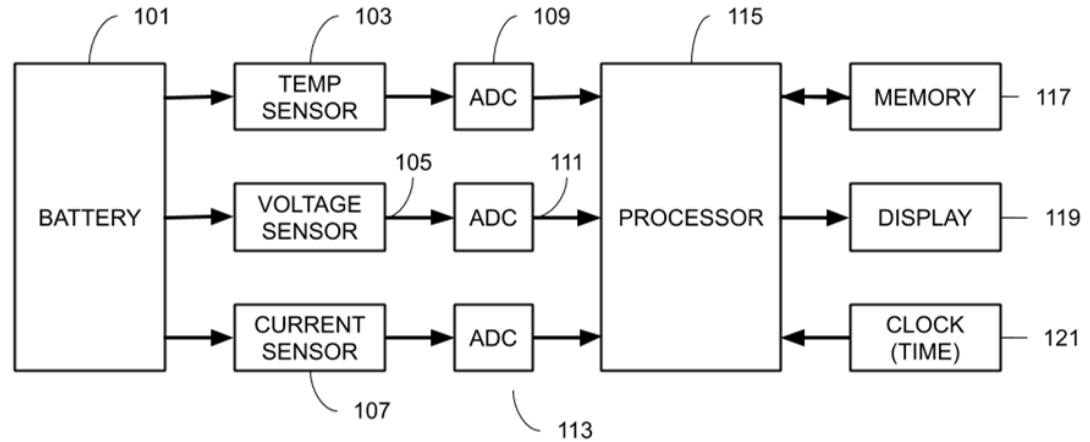 101
103
109
115
TEMP
SENSOR
ADC
MEMORY
117
105
111
BATTERY
VOLTAGE
SENSOR
ADC
PROCESSOR
DISPLAY
119
CURRENT
SENSOR
ADC
CLOCK
(TIME)
121
107
113